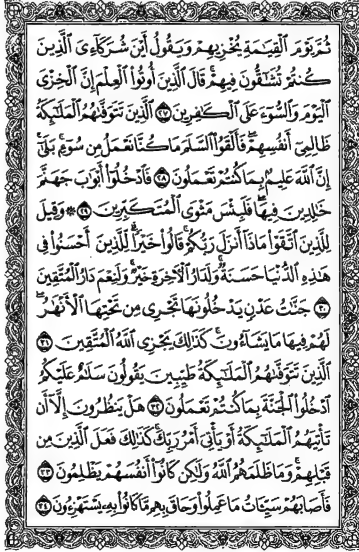 ثُمَّ يَوْمَ الْقِيَامَةِ يُخْزِيهِمْ وَيَقُولُ أَيْنَ شُرَكَاءِىَ الَّذِينَ
كُنتُمْ تُشَاقُّونَ فِيهِمْ قَالَ الَّذِينَ أُوتُوا الْعِلْمَ إِنَّ الْخِزْىَ
الْيَوْمَ وَالسُّوءَ عَلَى الْكَافِرِينَ ٢٧ الَّذِينَ تَتَوَفَّاهُمُ الْمَلَائِكَةُ
ظَالِمِى أَنفُسِهِمْ فَأَلْقَوُا السَّلَمَ مَا كُنَّا نَعْمَلُ مِن سُوءٍ بَلَى
إِنَّ اللَّهَ عَلِيمٌ بِمَا كُنتُمْ تَعْمَلُونَ ٢٨ فَادْخُلُوا أَبْوَابَ جَهَنَّمَ
خَالِدِينَ فِيهَا فَلَبِئْسَ مَثْوَى الْمُتَكَبِّرِينَ ٢٩ ۞ وَقِيلَ
لِلَّذِينَ اتَّقَوْا مَاذَا أَنزَلَ رَبُّكُمْ قَالُوا خَيْرًا لِّلَّذِينَ أَحْسَنُوا فِى
هَٰذِهِ الدُّنْيَا حَسَنَةٌ وَلَدَارُ الْآخِرَةِ خَيْرٌ وَلَنِعْمَ دَارُ الْمُتَّقِينَ
٣٠ جَنَّاتُ عَدْنٍ يَدْخُلُونَهَا تَجْرِى مِن تَحْتِهَا الْأَنْهَارُ
لَهُمْ فِيهَا مَا يَشَاءُونَ كَذَٰلِكَ يَجْزِى اللَّهُ الْمُتَّقِينَ ٣١
الَّذِينَ تَتَوَفَّاهُمُ الْمَلَائِكَةُ طَيِّبِينَ يَقُولُونَ سَلَامٌ عَلَيْكُمُ
ادْخُلُوا الْجَنَّةَ بِمَا كُنتُمْ تَعْمَلُونَ ٣٢ هَلْ يَنظُرُونَ إِلَّا أَن
تَأْتِيَهُمُ الْمَلَائِكَةُ أَوْ يَأْتِىَ أَمْرُ رَبِّكَ كَذَٰلِكَ فَعَلَ الَّذِينَ مِن
قَبْلِهِمْ وَمَا ظَلَمَهُمُ اللَّهُ وَلَٰكِن كَانُوا أَنفُسَهُمْ يَظْلِمُونَ ٣٣
فَأَصَابَهُمْ سَيِّئَاتُ مَا عَمِلُوا وَحَاقَ بِهِم مَّا كَانُوا بِهِ يَسْتَهْزِءُونَ ٣٤